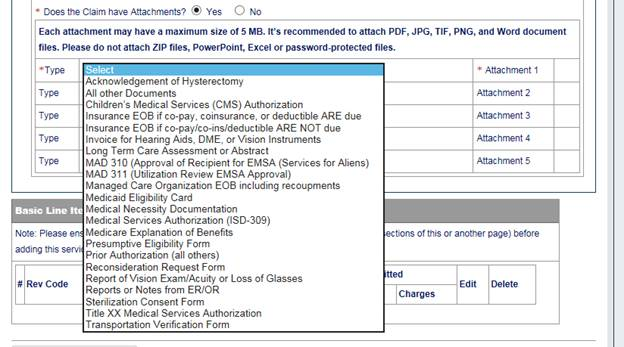 * Does the Claim have Attachments? Yes No
Each attachment may have a maximum size of 5 MB. It's recommended to attach PDF, JPG, TIF, PNG, and Word document
files. Please do not attach ZIP files, PowerPoint, Excel or password-protected files.
*Type Select * Attachment 1
Acknowledgement of Hysterectomy
Type All other Documents Attachment 2
Children's Medical Services (CMS) Authorization
Type Insurance EOB if co-pay, coinsurance, or deductible ARE due Attachment 3
Insurance EOB if co-pay/co-ins/deductible ARE NOT due
Type Invoice for Hearing Aids, DME, or Vision Instruments Attachment 4
Long Term Care Assessment or Abstract
Type MAD 310 (Approval of Recipient for EMSA (Services for Aliens) Attachment 5
MAD 311 (Utilization Review EMSA Approval)
Managed Care Organization EOB including recoupments
Medicaid Eligibility Card
Basic Line Ite Medical Necessity Documentation
Medical Services Authorization (ISD-309)
Note: Please ens Medicare Explanation of Benefits sections of this or another page) before
Presumptive Eligibility Form
adding this servi Prior Authorization (all others)
Reconsideration Request Form
Report of Vision Exam/Acuity or Loss of Glasses itted
# Rev Code Reports or Notes from ER/OR Edit Delete
Sterilization Consent Form Charges
Title XX Medical Services Authorization
Transportation Verification Form